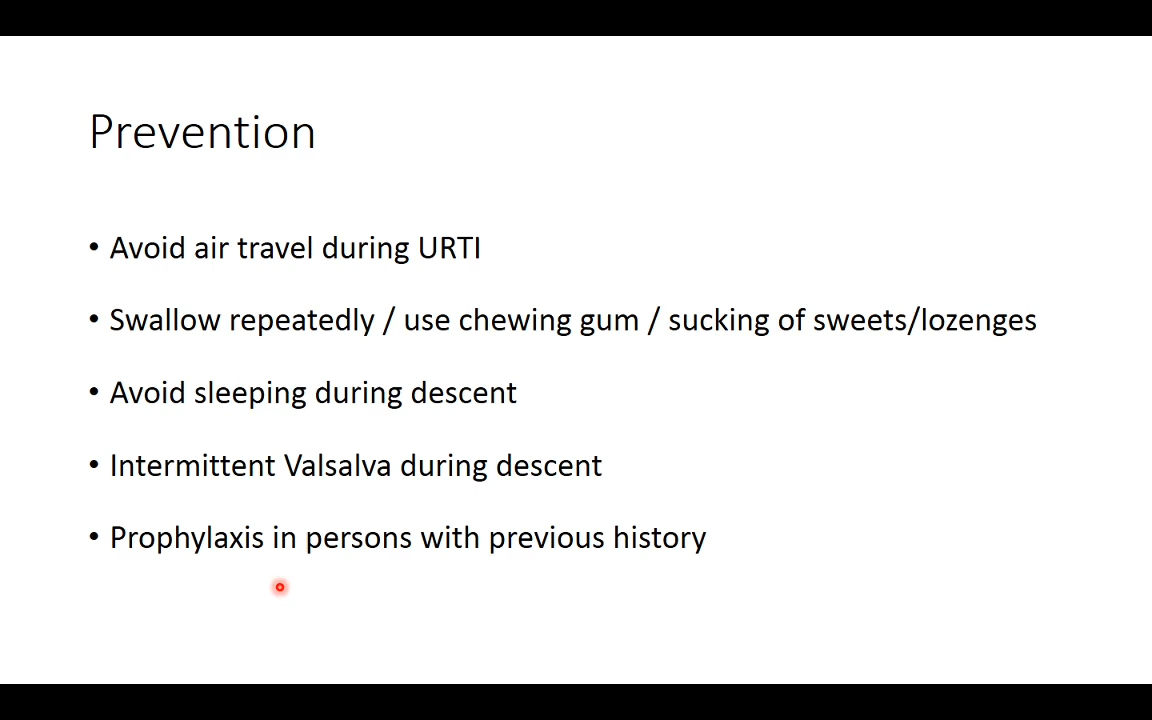 Prevention
• Avoid air travel during URTI
• Swallow repeatedly / use chewing gum / sucking of sweets/lozenges
• Avoid sleeping during descent
• Intermittent Valsalva during descent
• Prophylaxis in persons with previous history